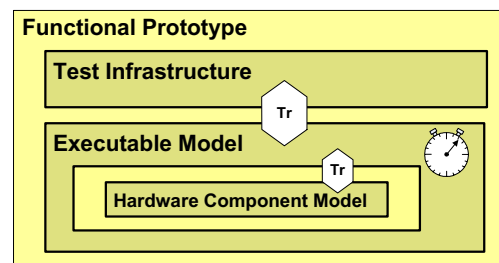 Functional Prototype
Test Infrastructure
Tr
Executable Model
Tr
Hardware Component Model